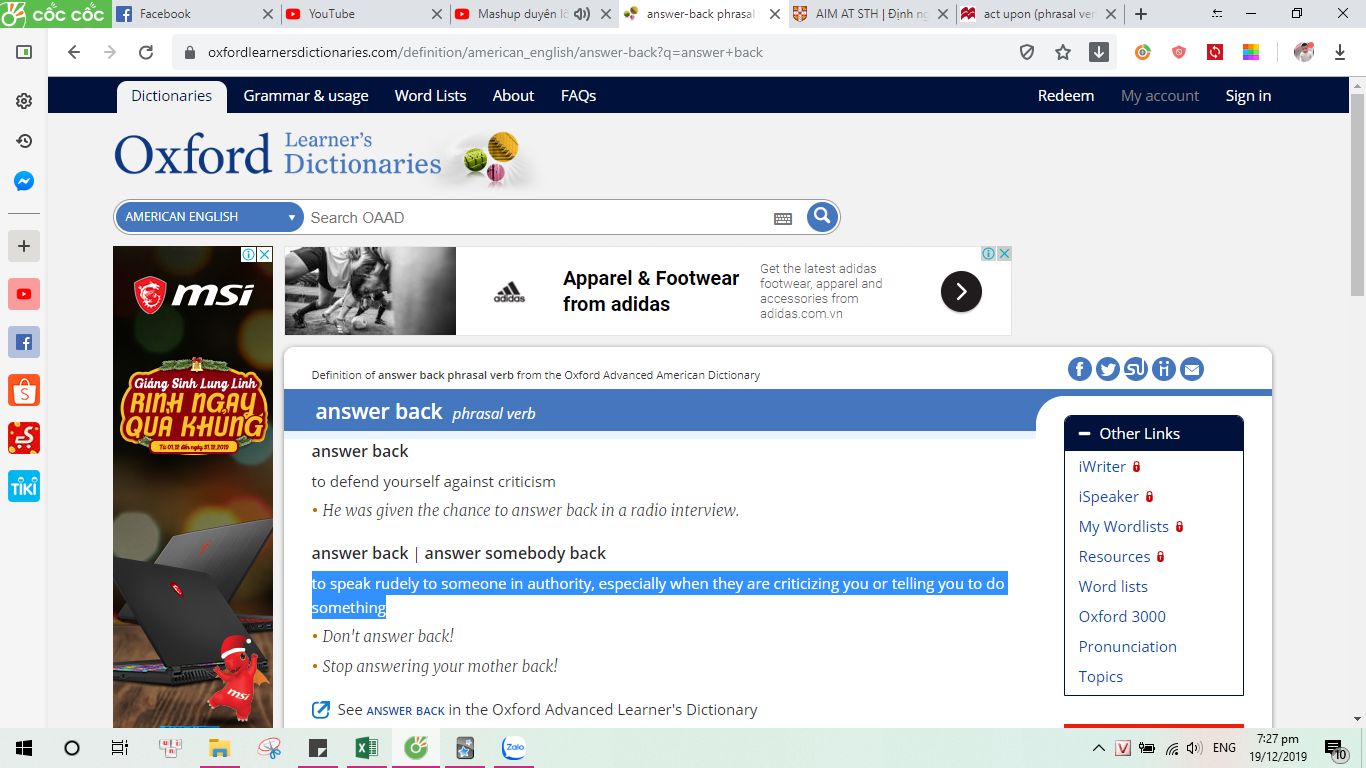 cốc cốc
Facebook
YouTube
Mashup duyên lỡ
answer-back phrasal
AIM AT STH | Định ng
act upon (phrasal ver
oxfordlearnersdictionaries.com/definition/american_english/answer-back?q=answer+back
Dictionaries
Grammar & usage
Word Lists
About
FAQs
Redeem
My account
Sign in
Oxford Learner's Dictionaries
AMERICAN ENGLISH
Search OAAD
msi
Giáng Sinh Lung Linh
RINH NGAY
QUÀ KHỦNG
Từ 01.12 đến ngày 31.12.2019
msi
adidas
Apparel & Footwear
from adidas
Get the latest adidas
footwear, apparel and
accessories from
adidas.com.vn
Definition of answer back phrasal verb from the Oxford Advanced American Dictionary
answer back phrasal verb
answer back
to defend yourself against criticism
• He was given the chance to answer back in a radio interview.
answer back | answer somebody back
to speak rudely to someone in authority, especially when they are criticizing you or telling you to do
something
• Don't answer back!
• Stop answering your mother back!
See ANSWER BACK in the Oxford Advanced Learner's Dictionary
Other Links
iWriter
iSpeaker
My Wordlists
Resources
Word lists
Oxford 3000
Pronunciation
Topics
TIKI
Zalo
ENG
7:27 pm
19/12/2019
10